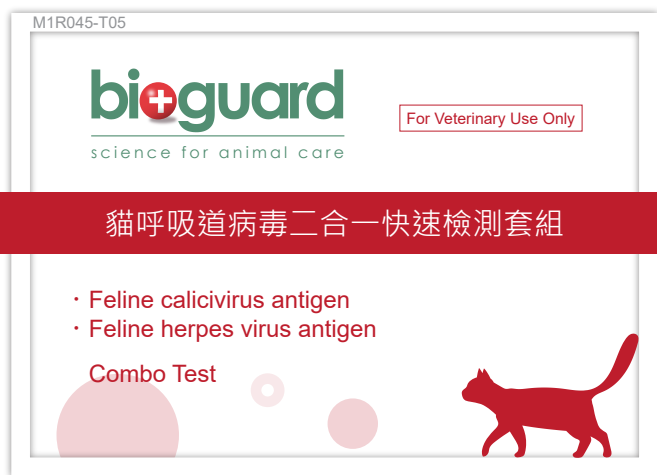 M1R045-T05
bioguard
science for animal care
For Veterinary Use Only
貓呼吸道病毒二合一快速檢測套組
・Feline calicivirus antigen
・Feline herpes virus antigen
Combo Test